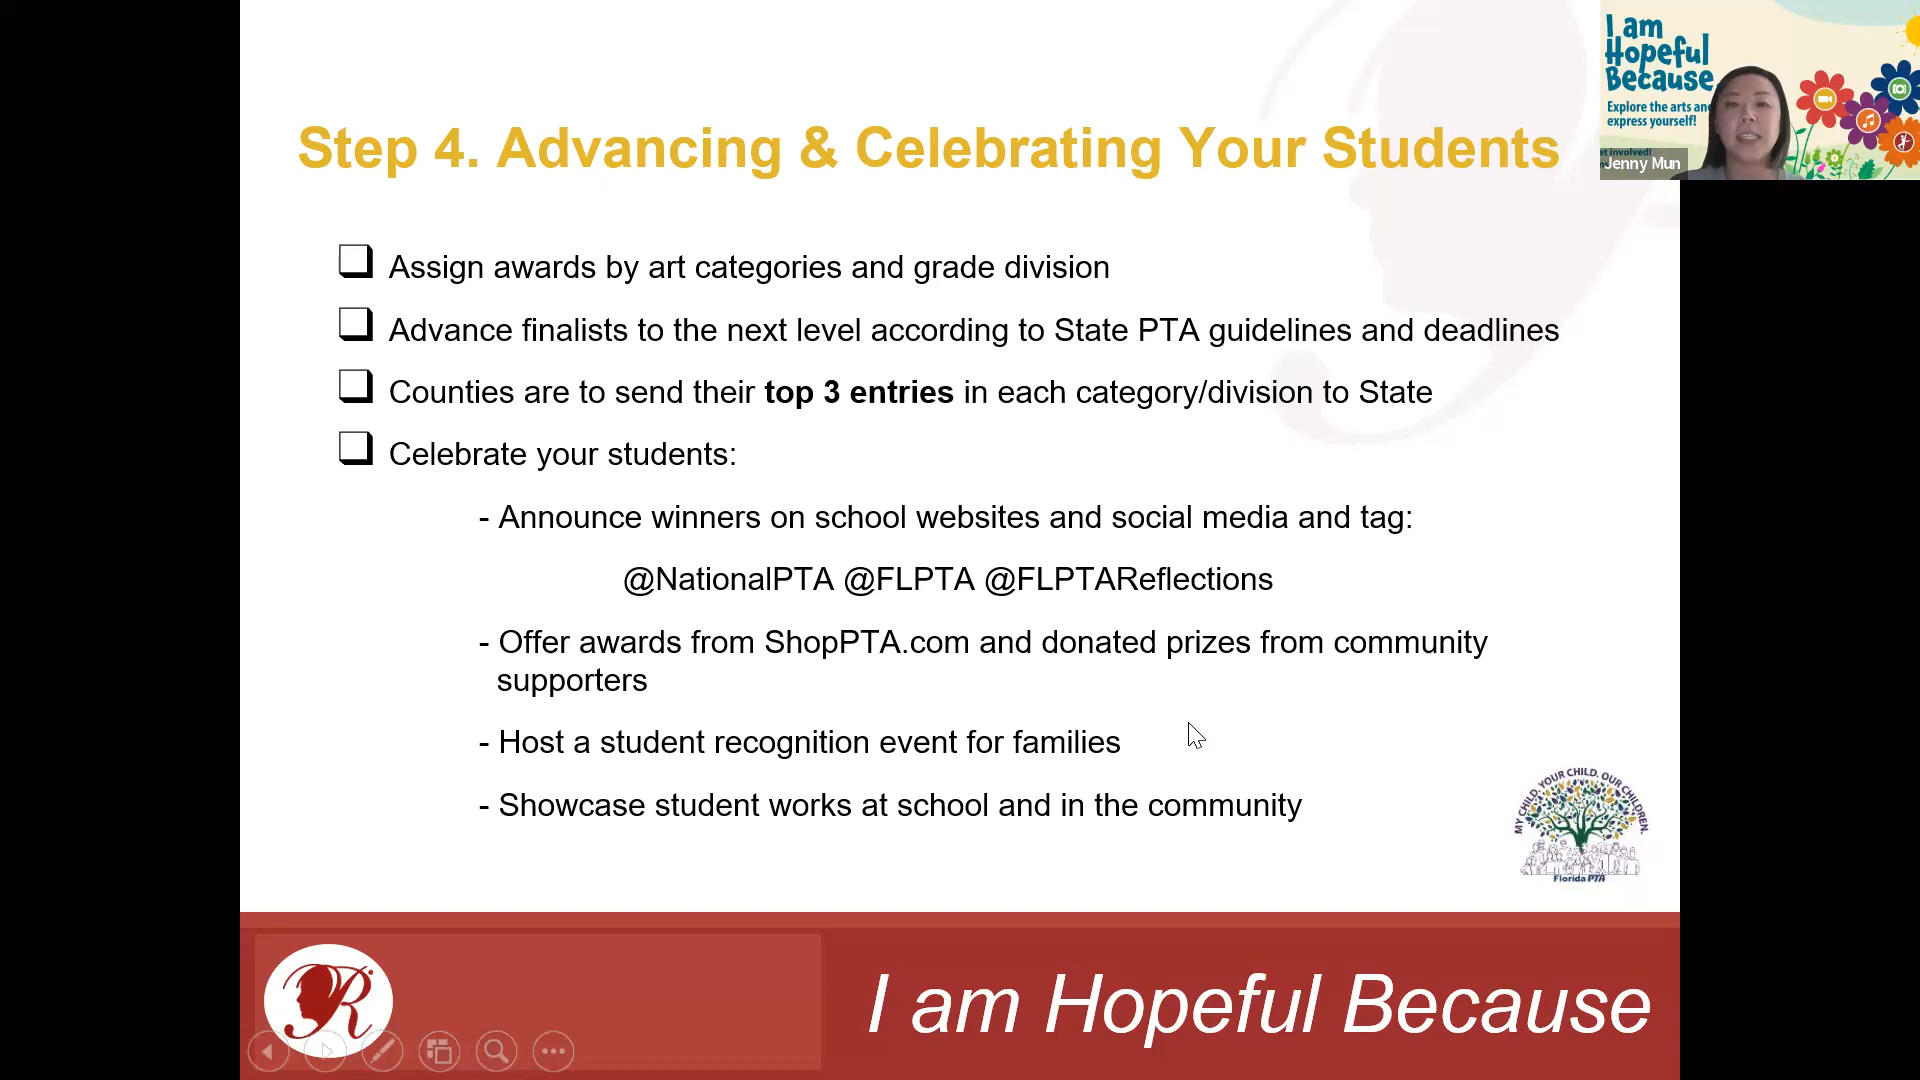 Step 4. Advancing & Celebrating Your Students
Assign awards by art categories and grade division
Advance finalists to the next level according to State PTA guidelines and deadlines
Counties are to send their top 3 entries in each category/division to State
Celebrate your students:
- Announce winners on school websites and social media and tag:
@NationalPTA @FLPTA @FLPTAReflections
- Offer awards from ShopPTA.com and donated prizes from community
supporters
- Host a student recognition event for families
- Showcase student works at school and in the community
MY CHILD, YOUR CHILD, OUR CHILDREN.
Florida PTA
R
I am Hopeful Because
I am
Hopeful
Because
Explore the arts and
express yourself!
involved!
Jenny Mun